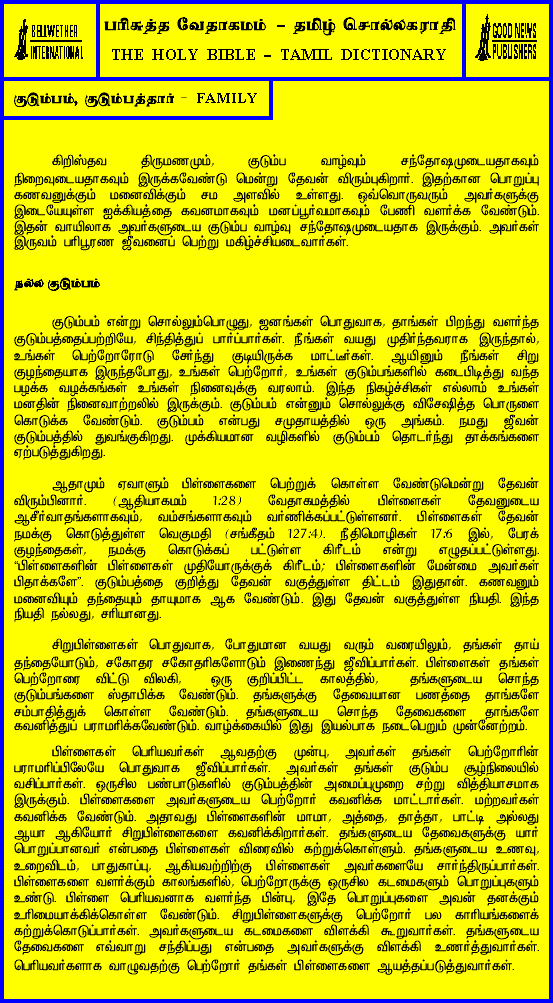 BELLWETHER
INTERNATIONAL
பரிசுத்த வேதாகமம் – தமிழ் சொல்லகராதி
THE HOLY BIBLE – TAMIL DICTIONARY
GOOD NEWS
PUBLISHERS
குடும்பம், குடும்பத்தார் – FAMILY
கிறிஸ்தவ திருமணமும், குடும்ப வாழ்வும் சந்தோஷமுடையதாகவும்
நிறைவுடையதாகவும் இருக்கவேண்டு மென்று தேவன் விரும்புகிறார். இதற்கான பொறுப்பு
கணவனுக்கும் மனைவிக்கும் சம அளவில் உள்ளது. ஒவ்வொருவரும் அவர்களுக்கு
இடையேயுள்ள ஐக்கியத்தை கவனமாகவும் மனப்பூர்வமாகவும் பேணி வளர்க்க வேண்டும்.
இதன் வாயிலாக அவர்களுடைய குடும்ப வாழ்வு சந்தோஷமுடையதாக இருக்கும். அவர்கள்
இருவம் பரிபூரண ஜீவனைப் பெற்று மகிழ்ச்சியடைவார்கள்.
நல்ல குடும்பம்
குடும்பம் என்று சொல்லும்பொழுது, ஜனங்கள் பொதுவாக, தாங்கள் பிறந்து வளர்ந்த
குடும்பத்தைப்பற்றியே, சிந்தித்துப் பார்ப்பார்கள். நீங்கள் வயது முதிர்ந்தவராக இருந்தால்,
உங்கள் பெற்றோரோடு சேர்ந்து குடியிருக்க மாட்டீர்கள். ஆயினும் நீங்கள் சிறு
குழந்தையாக இருந்தபோது, உங்கள் பெற்றோர், உங்கள் குடும்பங்களில் கடைபிடித்து வந்த
பழக்க வழக்கங்கள் உங்கள் நினைவுக்கு வரலாம். இந்த நிகழ்ச்சிகள் எல்லாம் உங்கள்
மனதின் நினைவாற்றலில் இருக்கும். குடும்பம் என்னும் சொல்லுக்கு விசேஷித்த பொருளை
கொடுக்க வேண்டும். குடும்பம் என்பது சமுதாயத்தில் ஒரு அங்கம். நமது ஜீவன்
குடும்பத்தில் துவங்குகிறது. முக்கியமான வழிகளில் குடும்பம் தொடர்ந்து தாக்கங்களை
ஏற்படுத்துகிறது.
ஆதாமும் ஏவாளும் பிள்ளைகளை பெற்றுக் கொள்ள வேண்டுமென்று தேவன்
விரும்பினார். (ஆதியாகமம் 1:28) வேதாகமத்தில் பிள்ளைகள் தேவனுடைய
ஆசீர்வாதங்களாகவும், வம்சங்களாகவும் வர்ணிக்கப்பட்டுள்ளனர். பிள்ளைகள் தேவன்
நமக்கு கொடுத்துள்ள வெகுமதி (சங்கீதம் 127:4). நீதிமொழிகள் 17:6 இல், பேரக்
குழந்தைகள், நமக்கு கொடுக்கப் பட்டுள்ள கிரீடம் என்று எழுதப்பட்டுள்ளது.
“பிள்ளைகளின் பிள்ளைகள் முதியோருக்குக் கிரீடம்; பிள்ளைகளின் மேன்மை அவர்கள்
பிதாக்களே”. குடும்பத்தை குறித்து தேவன் வகுத்துள்ள திட்டம் இதுதான். கணவனும்
மனைவியும் தந்தையும் தாயுமாக ஆக வேண்டும். இது தேவன் வகுத்துள்ள நியதி. இந்த
நியதி நல்லது, சரியானது.
சிறுபிள்ளைகள் பொதுவாக, போதுமான வயது வரும் வரையிலும், தங்கள் தாய்
தந்தையோடும், சகோதர சகோதரிகளோடும் இணைந்து ஜீவிப்பார்கள். பிள்ளைகள் தங்கள்
பெற்றோரை விட்டு விலகி, ஒரு குறிப்பிட்ட காலத்தில், தங்களுடைய சொந்த
குடும்பங்களை ஸ்தாபிக்க வேண்டும். தங்களுக்கு தேவையான பணத்தை தாங்களே
சம்பாதித்துக் கொள்ள வேண்டும். தங்களுடைய சொந்த தேவைகளை தாங்களே
கவனித்துப் பராமரிக்கவேண்டும். வாழ்க்கையில் இது இயல்பாக நடைபெறும் முன்னேற்றம்.
பிள்ளைகள் பெரியவர்கள் ஆவதற்கு முன்பு, அவர்கள் தங்கள் பெற்றோரின்
பராமரிப்பிலேயே பொதுவாக ஜீவிப்பார்கள். அவர்கள் தங்கள் குடும்ப சூழ்நிலையில்
வசிப்பார்கள். ஒருசில பண்பாடுகளில் குடும்பத்தின் அமைப்புமுறை சற்று வித்தியாசமாக
இருக்கும். பிள்ளைகளை அவர்களுடைய பெற்றோர் கவனிக்க மாட்டார்கள். மற்றவர்கள்
கவனிக்க வேண்டும். அதாவது பிள்ளைகளின் மாமா, அத்தை, தாத்தா, பாட்டி அல்லது
ஆயா ஆகியோர் சிறுபிள்ளைகளை கவனிக்கிறார்கள். தங்களுடைய தேவைகளுக்கு யார்
பொறுப்பானவர் என்பதை பிள்ளைகள் விரைவில் கற்றுக்கொள்ளும். தங்களுடைய உணவு,
உறைவிடம், பாதுகாப்பு, ஆகியவற்றிற்கு பிள்ளைகள் அவர்களையே சார்ந்திருப்பார்கள்.
பிள்ளைகளை வளர்க்கும் காலங்களில், பெற்றோருக்கு ஒருசில கடமைகளும் பொறுப்புகளும்
உண்டு. பிள்ளை பெரியவனாக வளர்ந்த பின்பு, இதே பொறுப்புகளை அவன் தனக்கும்
உரிமையாக்கிக்கொள்ள வேண்டும். சிறுபிள்ளைகளுக்கு பெற்றோர் பல காரியங்களைக்
கற்றுக்கொடுப்பார்கள். அவர்களுடைய கடமைகளை விளக்கி கூறுவார்கள். தங்களுடைய
தேவைகளை எவ்வாறு சந்திப்பது என்பதை அவர்களுக்கு விளக்கி உணர்த்துவார்கள்.
பெரியவர்களாக வாழுவதற்கு பெற்றோர் தங்கள் பிள்ளைகளை ஆயத்தப்படுத்துவார்கள்.